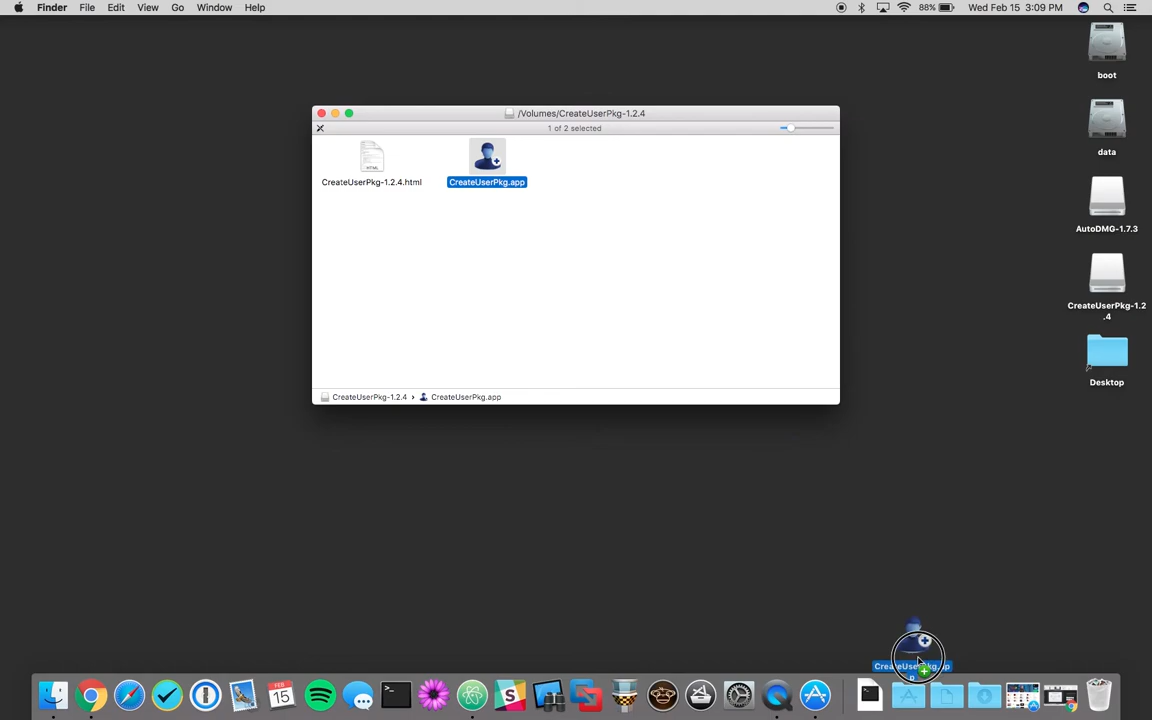 Finder File Edit View Go Window Help 88% Wed Feb 15 3:09 PM
/Volumes/CreateUserPkg-1.2.4
1 of 2 selected
HTML
CreateUserPkg-1.2.4.html
CreateUserPkg.app
CreateUserPkg-1.2.4 › CreateUserPkg.app
boot
data
AutoDMG-1.7.3
CreateUserPkg-1.2
.4
Desktop
FEB
15